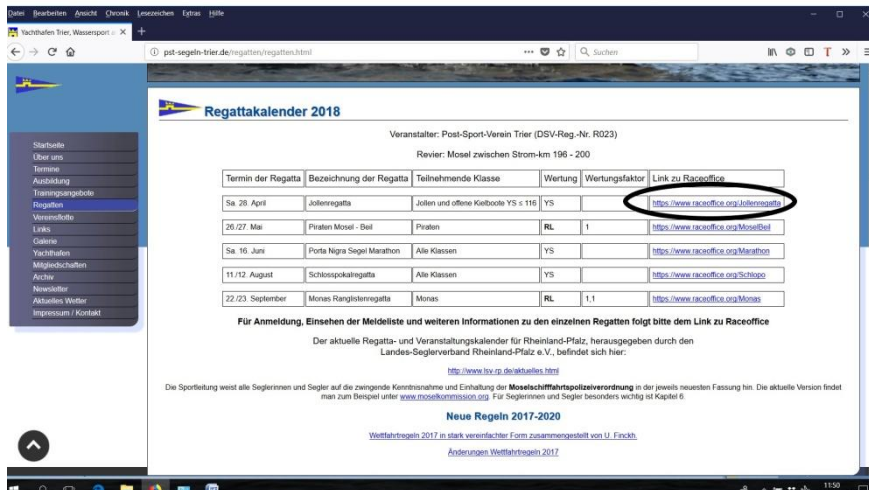 Datei Bearbeiten Ansicht Chronik Lesezeichen Extras Hilfe
Yachthafen Trier, Wassersport
pst-segeln-trier.de/regatten/regatten.html
Suchen
Regattakalender 2018
Veranstalter: Post-Sport-Verein Trier (DSV-Reg.-Nr. R023)
Revier: Mosel zwischen Strom-km 196 - 200
Startseite
Über uns
Termine
Ausbildung
Trainingsangebote
Regatten
Vereinsflotte
Links
Galerie
Yachthafen
Mitgliedschaften
Archiv
Newsletter
Aktuelles Wetter
Impressum / Kontakt
Termin der Regatta Bezeichnung der Regatta Teilnehmende Klasse Wertung Wertungsfaktor Link zu Raceoffice
Sa. 28. April Jollenregatta Jollen und offene Kielboote YS ≤ 116 YS https://www.raceoffice.org/Jollenregatta
26./27. Mai Piraten Mosel - Beil Piraten RL 1 https://www.raceoffice.org/MoselBeil
Sa. 16. Juni Porta Nigra Segel Marathon Alle Klassen YS https://www.raceoffice.org/Marathon
11./12. August Schlosspokalregatta Alle Klassen YS https://www.raceoffice.org/Schlopo
22./23. September Monas Ranglistenregatta Monas RL 1,1 https://www.raceoffice.org/Monas
Für Anmeldung, Einsehen der Meldeliste und weiteren Informationen zu den einzelnen Regatten folgt bitte dem Link zu Raceoffice
Der aktuelle Regatta- und Veranstaltungskalender für Rheinland-Pfalz, herausgegeben durch den
Landes-Seglerverband Rheinland-Pfalz e.V., befindet sich hier:
http://www.lsv-rp.de/aktuelles.html
Die Sportleitung weist alle Seglerinnen und Segler auf die zwingende Kenntnisnahme und Einhaltung der Moselschifffahrtspolizeiverordnung in der jeweils neuesten Fassung hin. Die aktuelle Version findet
man zum Beispiel unter www.moselkommission.org. Für Seglerinnen und Segler besonders wichtig ist Kapitel 6.
Neue Regeln 2017-2020
Wettfahrtregeln 2017 in stark vereinfachter Form zusammengestellt von U. Finckh.
Änderungen Wettfahrtregeln 2017
11:50